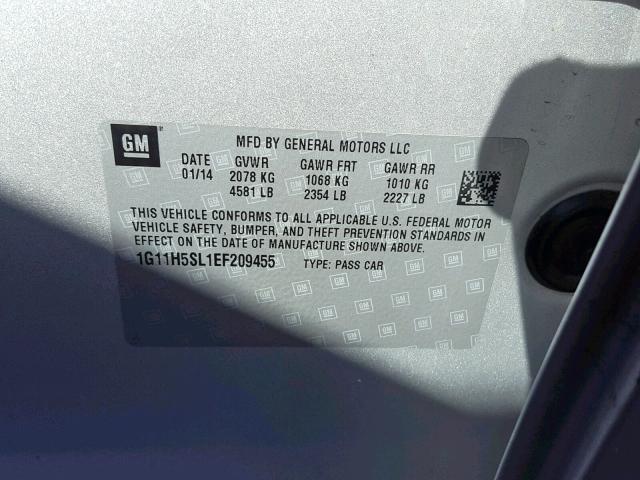 GM
MFD BY GENERAL MOTORS LLC
DATE GVWR GAWR FRT GAWR RR
01/14 2078 KG 1068 KG 1010 KG
4581 LB 2354 LB 2227 LB
THIS VEHICLE CONFORMS TO ALL APPLICABLE U.S. FEDERAL MOTOR
VEHICLE SAFETY, BUMPER, AND THEFT PREVENTION STANDARDS IN
EFFECT ON THE DATE OF MANUFACTURE SHOWN ABOVE.
1G11H5SL1EF209455 TYPE: PASS CAR